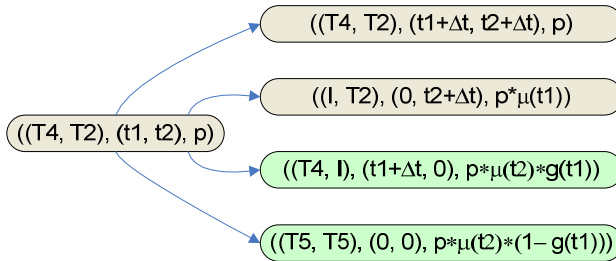 ((T4, T2), (t1+Δt, t2+Δt), p)
((I, T2), (0, t2+Δt), p*μ(t1))
((T4, T2), (t1, t2), p)
((T4, I), (t1+Δt, 0), p*μ(t2)*g(t1))
((T5, T5), (0, 0), p*μ(t2)*(1– g(t1)))